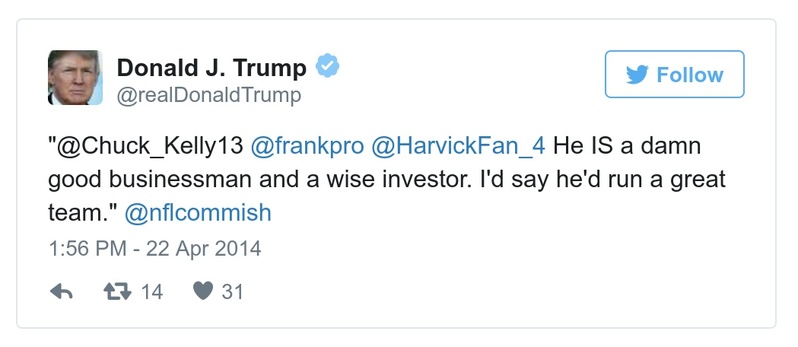 Donald J. Trump
@realDonaldTrump
Follow
"@Chuck_Kelly13 @frankpro @HarvickFan_4 He IS a damn
good businessman and a wise investor. I'd say he'd run a great
team." @nflcommish
1:56 PM - 22 Apr 2014
14 31